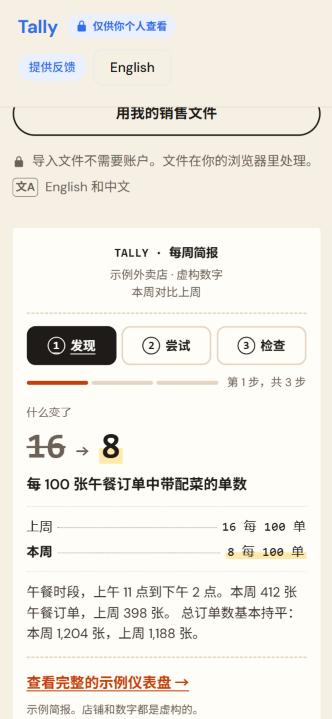 Tally 仅供你个人查看
提供反馈 English
用我的销售文件
导入文件不需要账户。文件在你的浏览器里处理。
文A English 和中文
TALLY · 每周简报
示例外卖店 · 虚构数字
本周对比上周
1 发现 2 尝试 3 检查
第 1 步，共 3 步
什么变了
16 → 8
每 100 张午餐订单中带配菜的单数
上周 16 每 100 单
本周 8 每 100 单
午餐时段，上午 11 点到下午 2 点。本周 412 张
午餐订单，上周 398 张。 总订单数基本持平：
本周 1,204 张，上周 1,188 张。
查看完整的示例仪表盘 →
示例简报。店铺和数字都是虚构的。